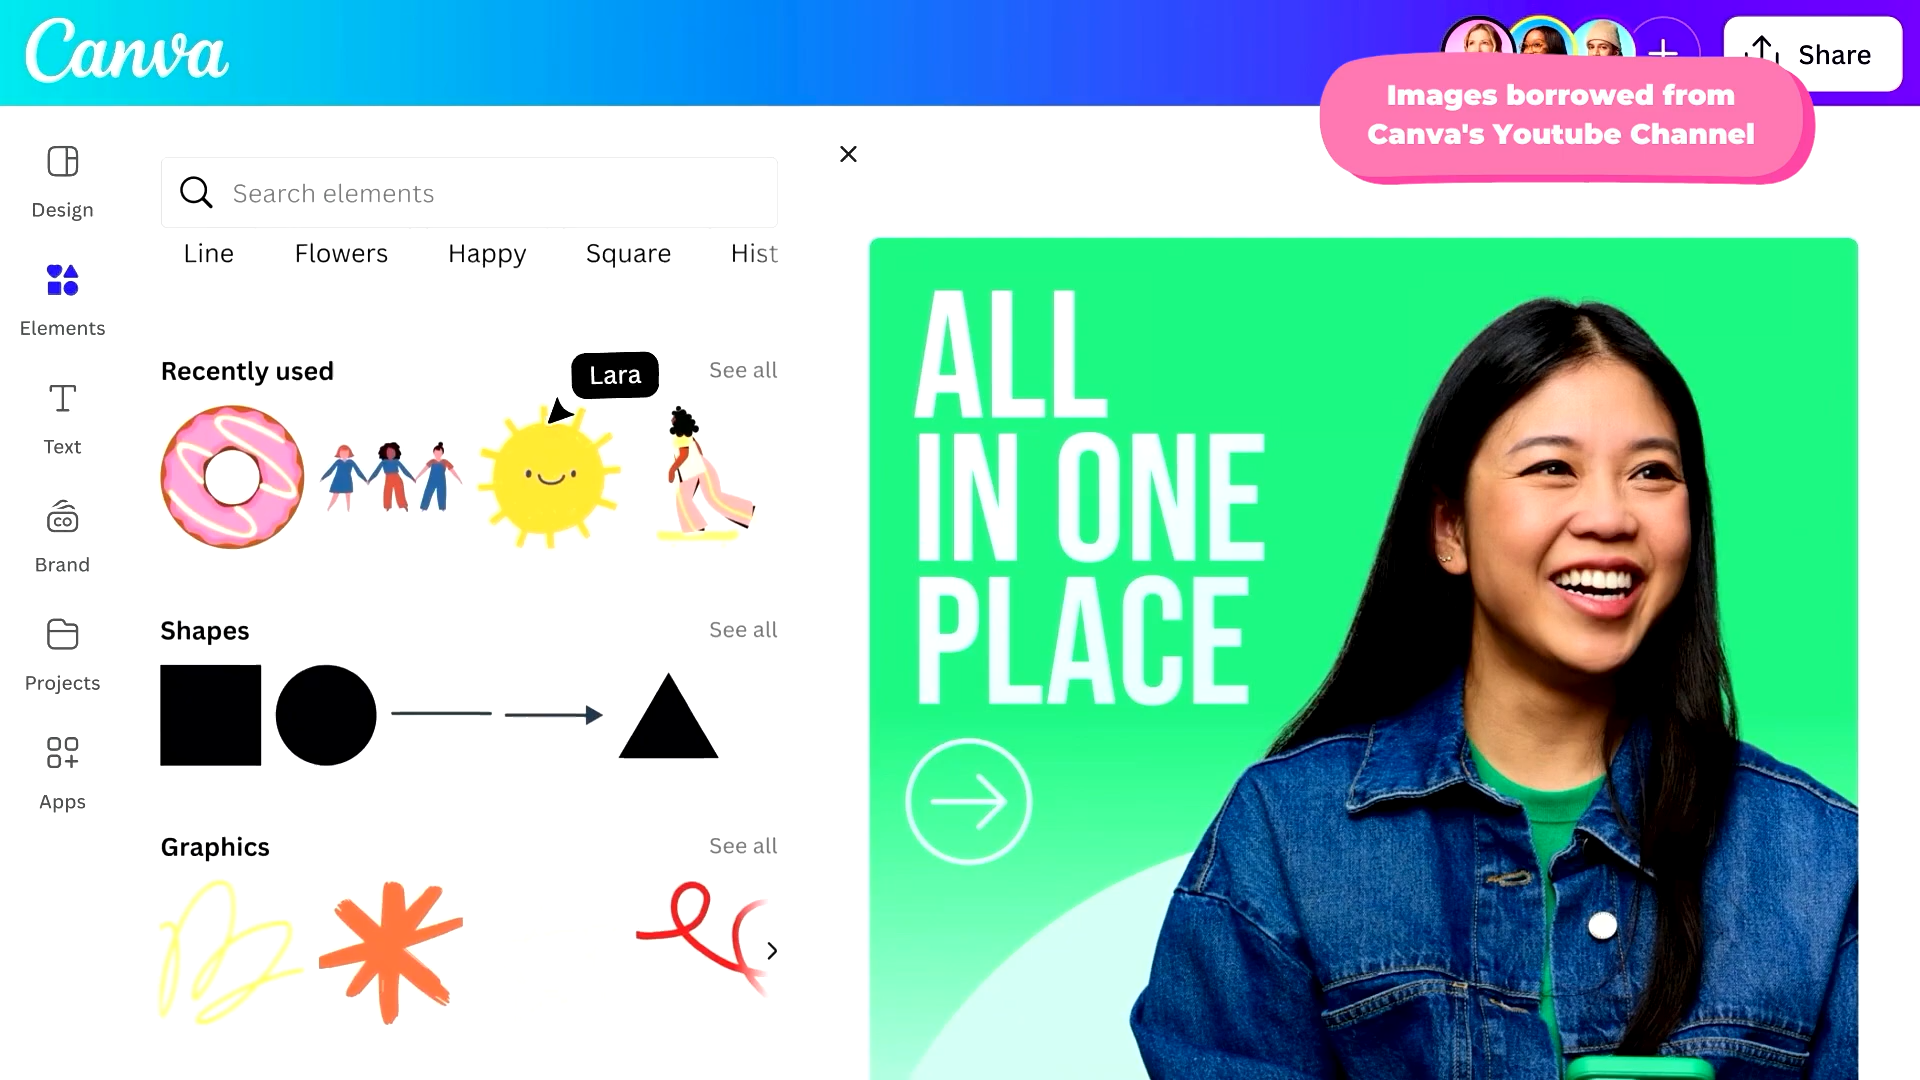 Canva
Share
Images borrowed from
Canva's Youtube Channel
Design
Elements
Text
CO
Brand
Projects
Apps
Search elements
Line
Flowers
Happy
Square
Hist
Recently used
See all
Lara
Shapes
See all
Graphics
See all
ALL
IN ONE
PLACE